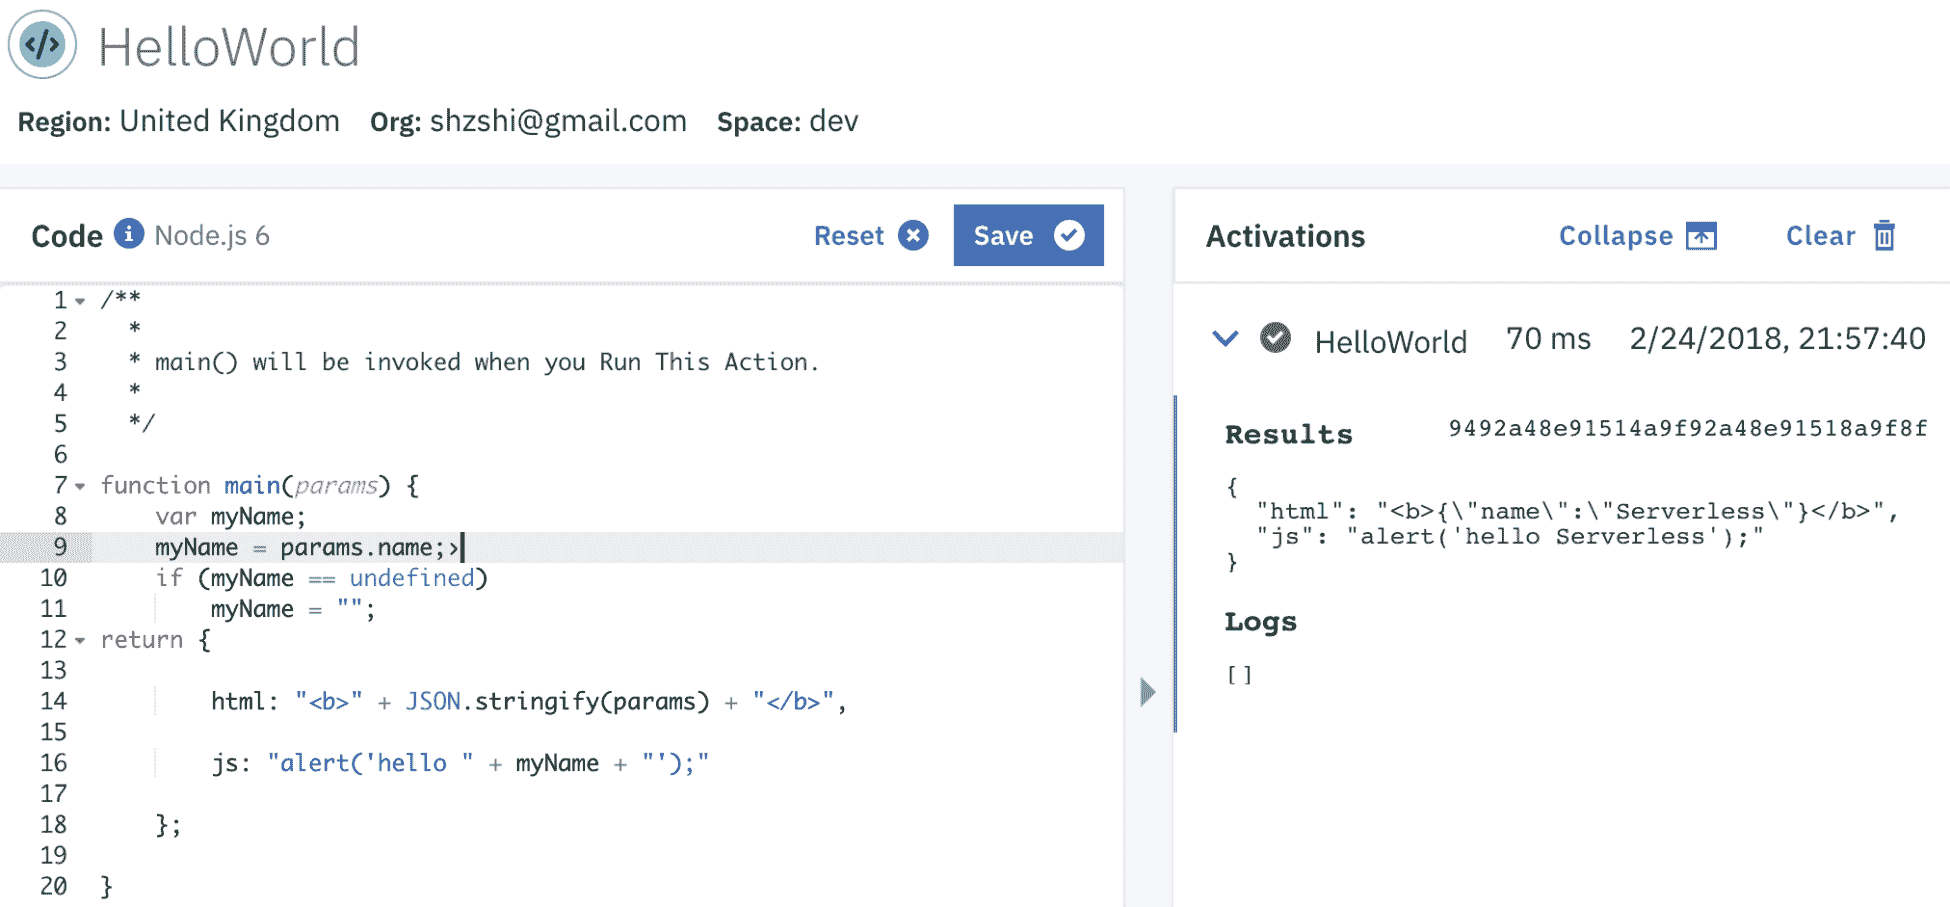 </> HelloWorld
Region: United Kingdom Org: shzshi@gmail.com Space: dev
Code i Node.js 6 Reset Save
1 /**
2 *
3 * main() will be invoked when you Run This Action.
4 *
5 */
6
7 function main(params) {
8 var myName;
9 myName = params.name;›
10 if (myName == undefined)
11 myName = "";
12 return {
13
14 html: "<b>" + JSON.stringify(params) + "</b>",
15
16 js: "alert('hello " + myName + "');"
17
18 };
19
20 }
Activations Collapse Clear
HelloWorld 70 ms 2/24/2018, 21:57:40
Results 9492a48e91514a9f92a48e91518a9f8f
{
"html": "<b>{\"name\":\"Serverless\"}</b>",
"js": "alert('hello Serverless');"
}
Logs
[]